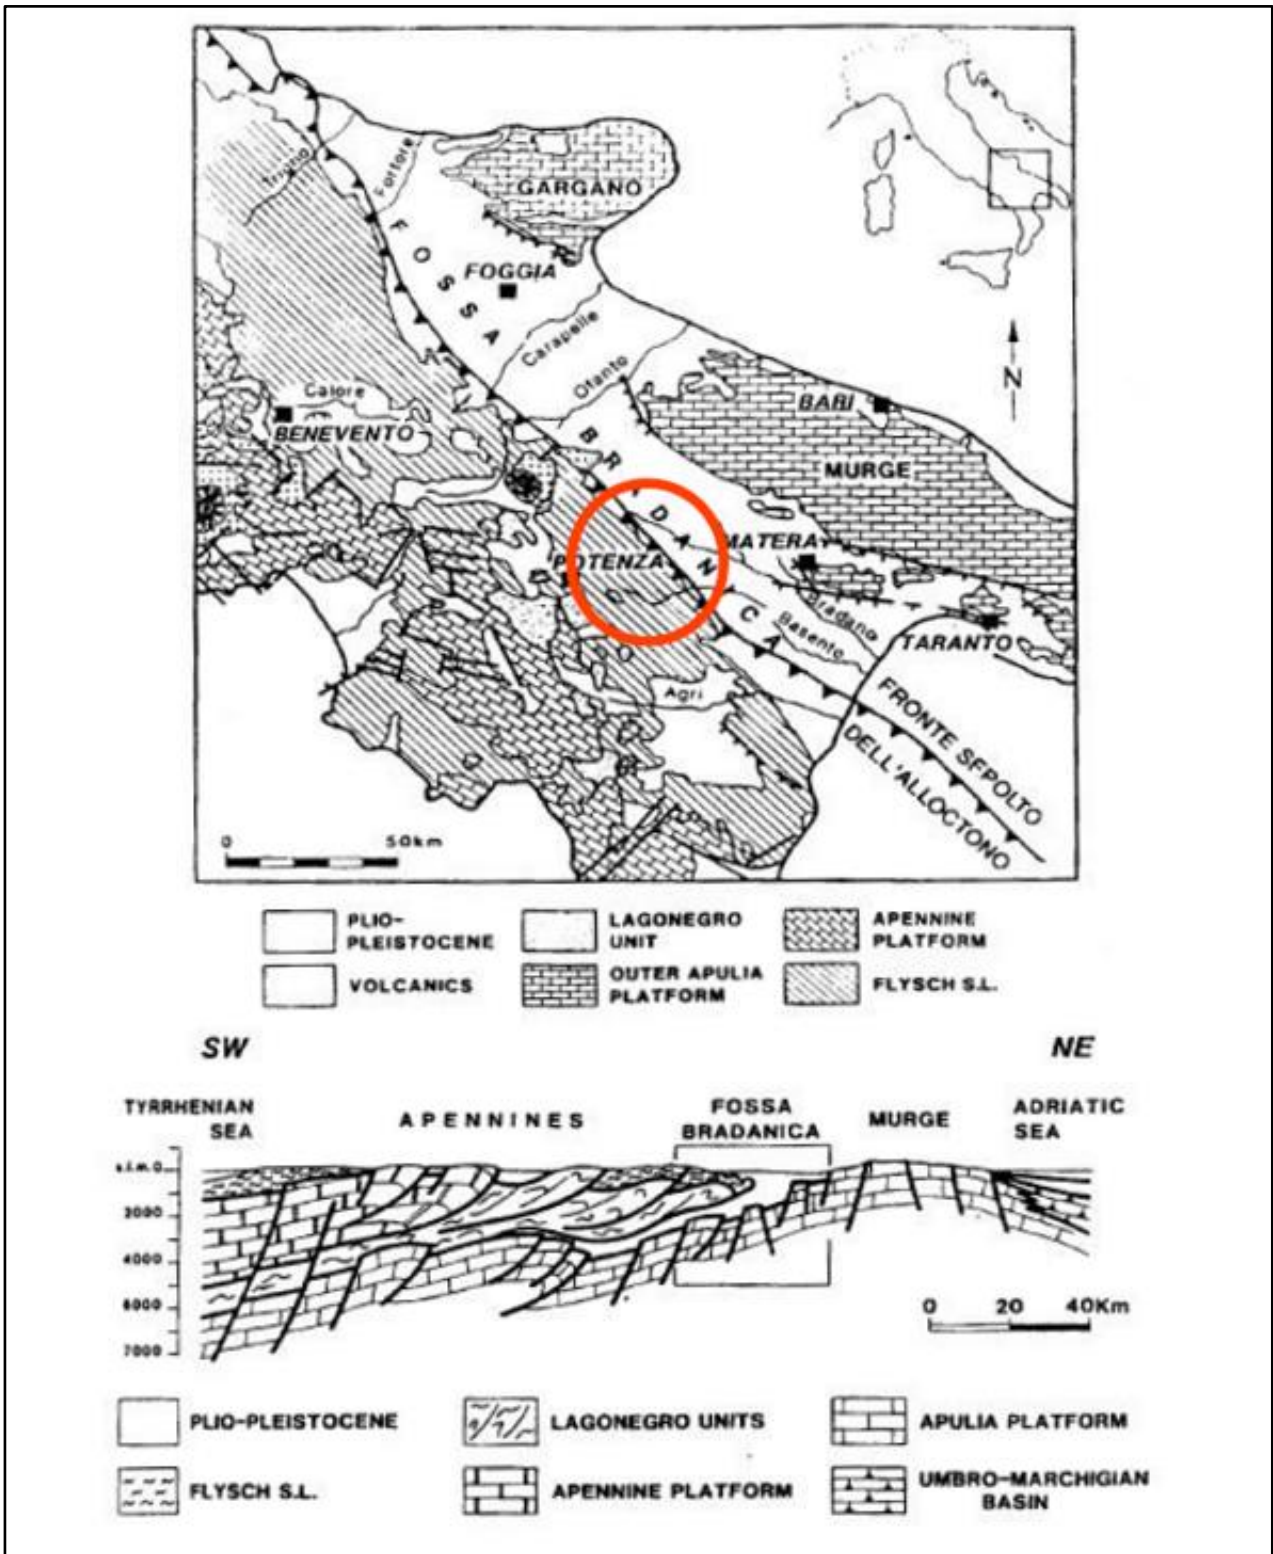 Trigno
Fortore
GARGANO
FOSSA
FOGGIA
Carapelle
Ofanto
N
Calore
BENEVENTO
BARI
MURGE
BRADANICA
MATERA
POTENZA
Bradano
Basento
TARANTO
Agri
FRONTE SEPOLTO
DELL'ALLOCTONO
0 50km
PLIO-
PLEISTOCENE
LAGONEGRO
UNIT
APENNINE
PLATFORM
VOLCANICS
OUTER APULIA
PLATFORM
FLYSCH S.L.
SW NE
TYRRHENIAN
SEA
APENNINES
FOSSA
BRADANICA
MURGE
ADRIATIC
SEA
2000
4000
6000
7000
0 20 40Km
PLIO-PLEISTOCENE
LAGONEGRO UNITS
APULIA PLATFORM
FLYSCH S.L.
APENNINE PLATFORM
UMBRO-MARCHIGIAN
BASIN